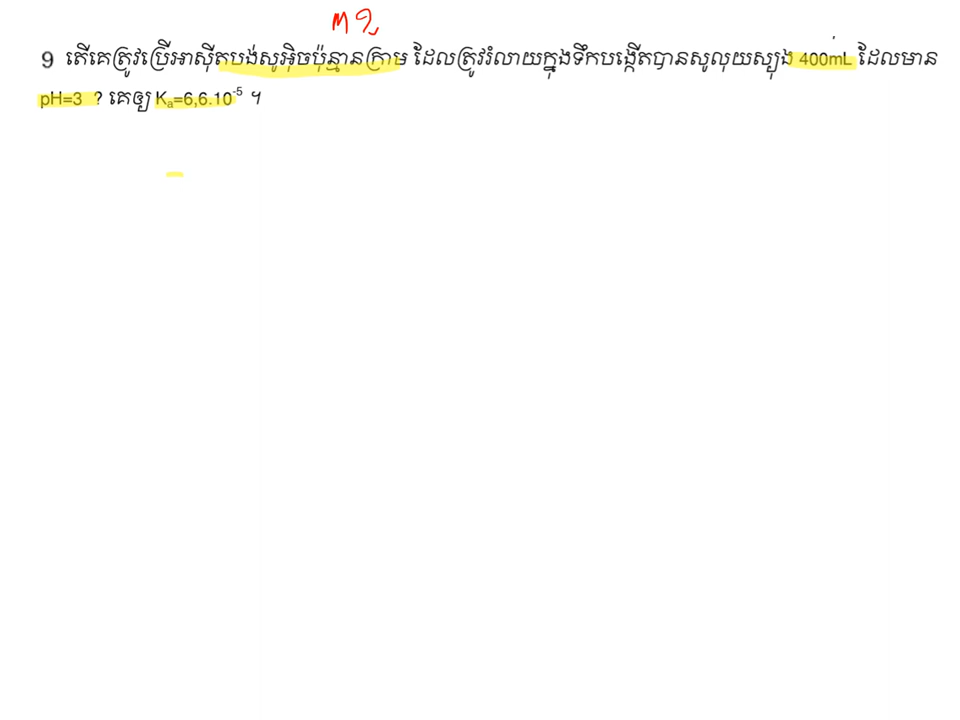 m ?
9 តើគេត្រូវប្រើអាស៊ីតបង់សូអ៊ិចប៉ុន្មានក្រាម ដែលត្រូវរំលាយក្នុងទឹកបង្កើតបានសូលុយស្យុង 400mL ដែលមាន
pH=3 ? គេឲ្យ Kₐ=6,6.10⁻⁵ ។